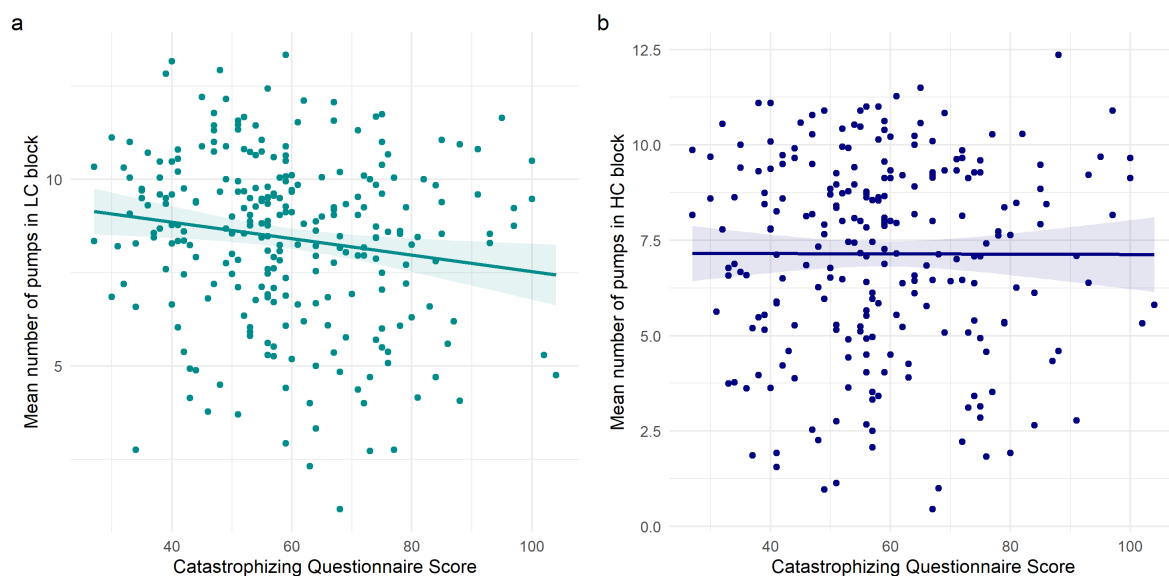 a
Mean number of pumps in LC block
10
5
40
60
80
100
Catastrophizing Questionnaire Score
b
Mean number of pumps in HC block
12.5
10.0
7.5
5.0
2.5
0.0
40
60
80
100
Catastrophizing Questionnaire Score